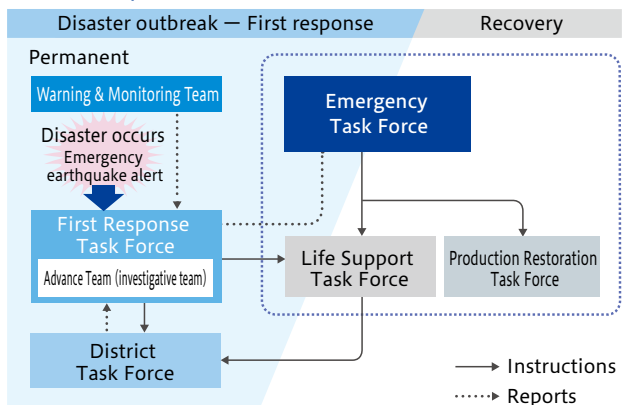 Disaster outbreak — First response
Recovery
Permanent
Warning & Monitoring Team
Emergency
Task Force
Disaster occurs
Emergency
earthquake alert
First Response
Task Force
Advance Team (investigative team)
Life Support
Task Force
Production Restoration
Task Force
District
Task Force
Instructions
Reports